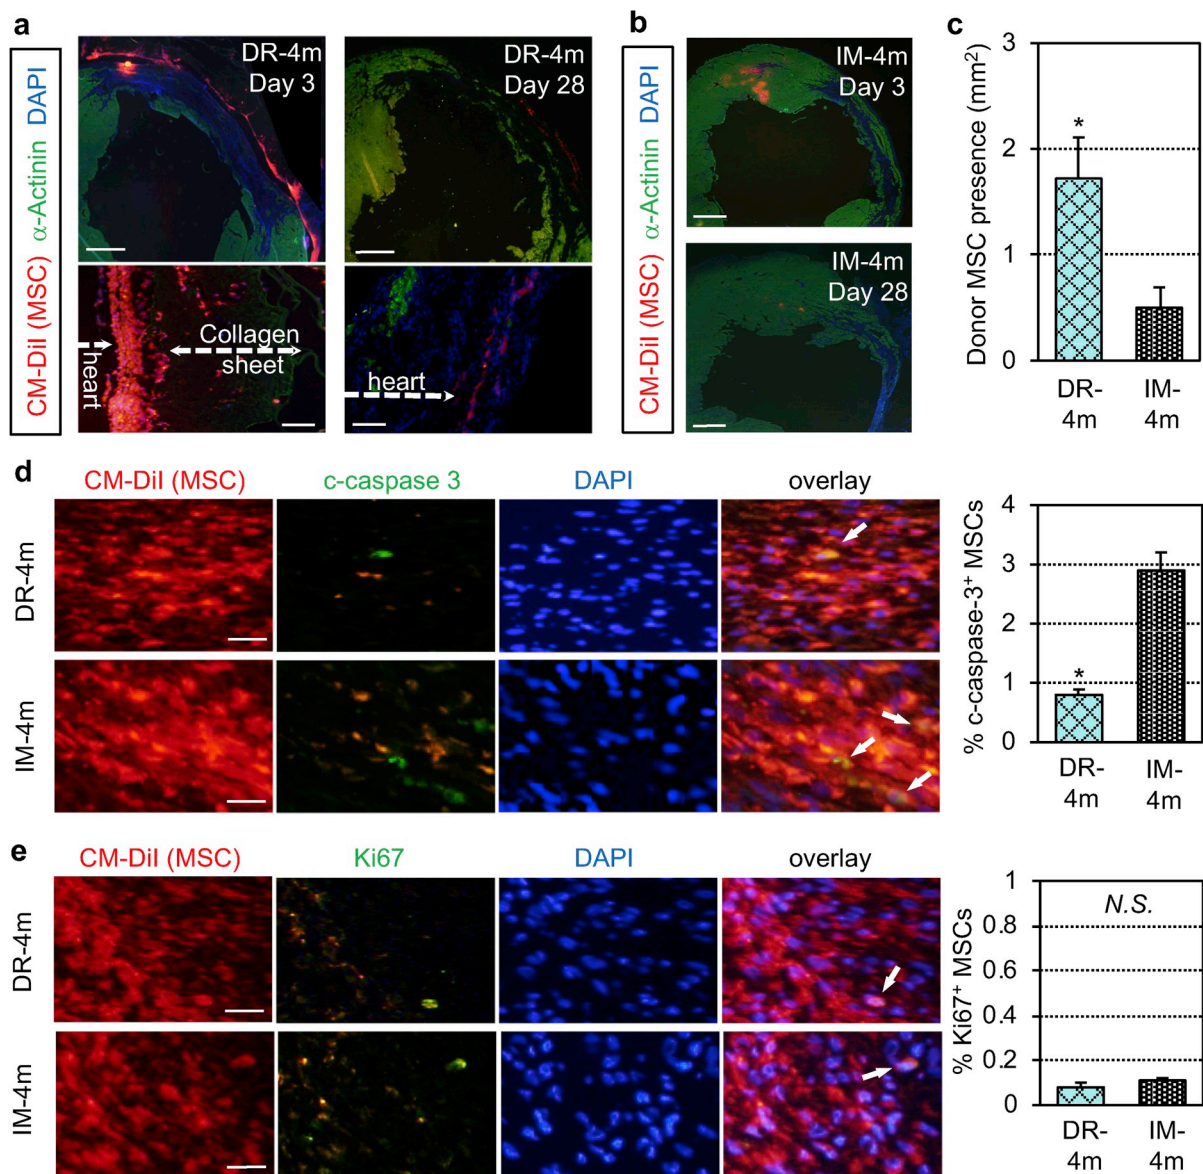 a
CM-DiI (MSC) α-Actinin DAPI
DR-4m
Day 3
DR-4m
Day 28
heart
Collagen
sheet
heart
b
CM-DiI (MSC) α-Actinin DAPI
IM-4m
Day 3
IM-4m
Day 28
c
Donor MSC presence (mm²)
3
2
1
0
*
DR-
4m
IM-
4m
d
CM-DiI (MSC) c-caspase 3 DAPI overlay
DR-4m
IM-4m
% c-caspase-3⁺ MSCs
4
3
2
1
0
*
DR-
4m
IM-
4m
e
CM-DiI (MSC) Ki67 DAPI overlay
DR-4m
IM-4m
% Ki67⁺ MSCs
1
0.8
0.6
0.4
0.2
0
N.S.
DR-
4m
IM-
4m